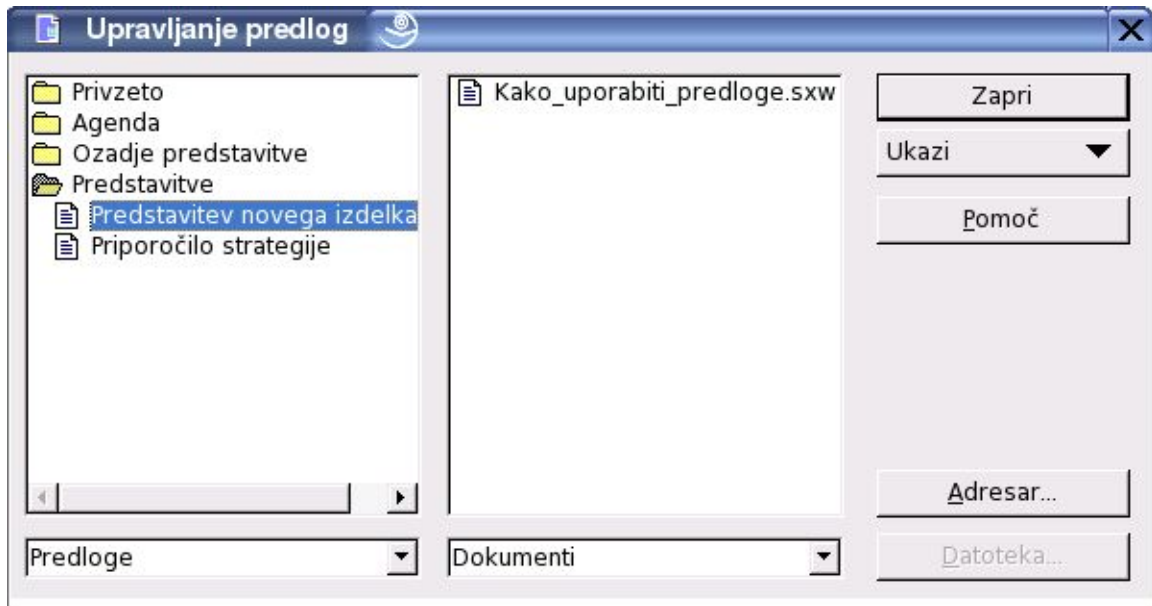 Upravljanje predlog
Privzeto
Agenda
Ozadje predstavitve
Predstavitve
Predstavitev novega izdelka
Priporočilo strategije
Predloge
Kako_uporabiti_predloge.sxw
Dokumenti
Zapri
Ukazi
Pomoč
Adresar...
Datoteka...